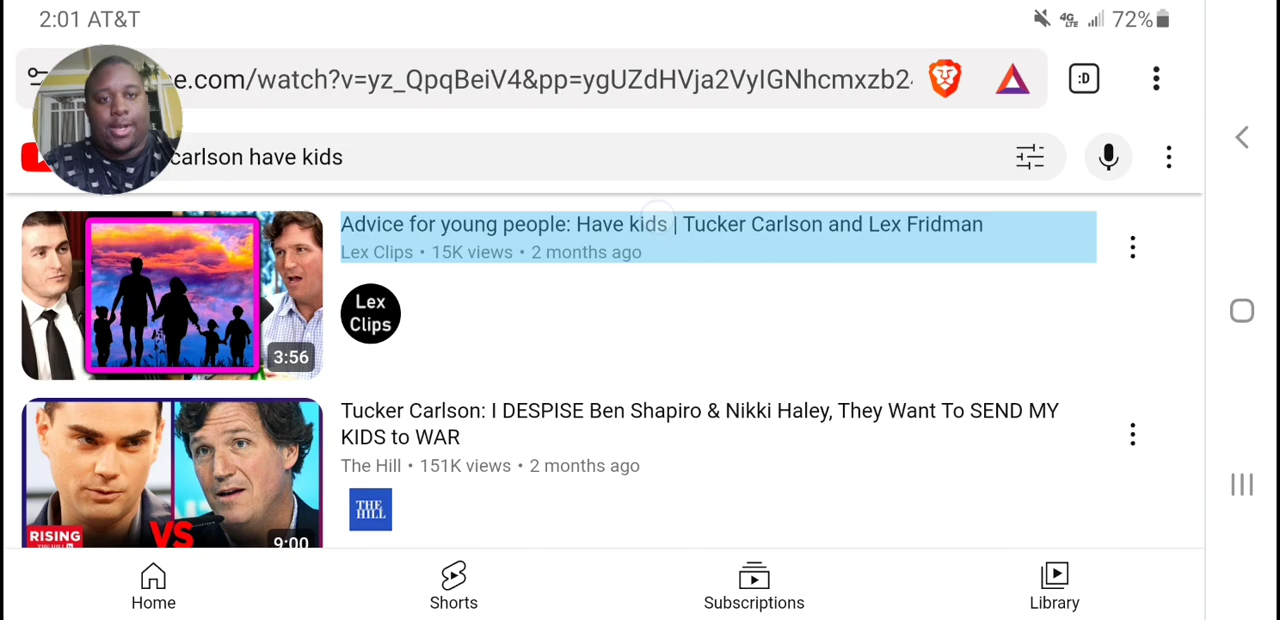 2:01 AT&T
4G LTE 72%
e.com/watch?v=yz_QpqBeiV4&pp=ygUZdHVja2VyIGNhcmxzb24
:D
carlson have kids
Advice for young people: Have kids | Tucker Carlson and Lex Fridman
Lex Clips • 15K views • 2 months ago
Lex
Clips
3:56
Tucker Carlson: I DESPISE Ben Shapiro & Nikki Haley, They Want To SEND MY
KIDS to WAR
The Hill • 151K views • 2 months ago
THE
HILL
RISING
VS
9:00
Home
Shorts
Subscriptions
Library